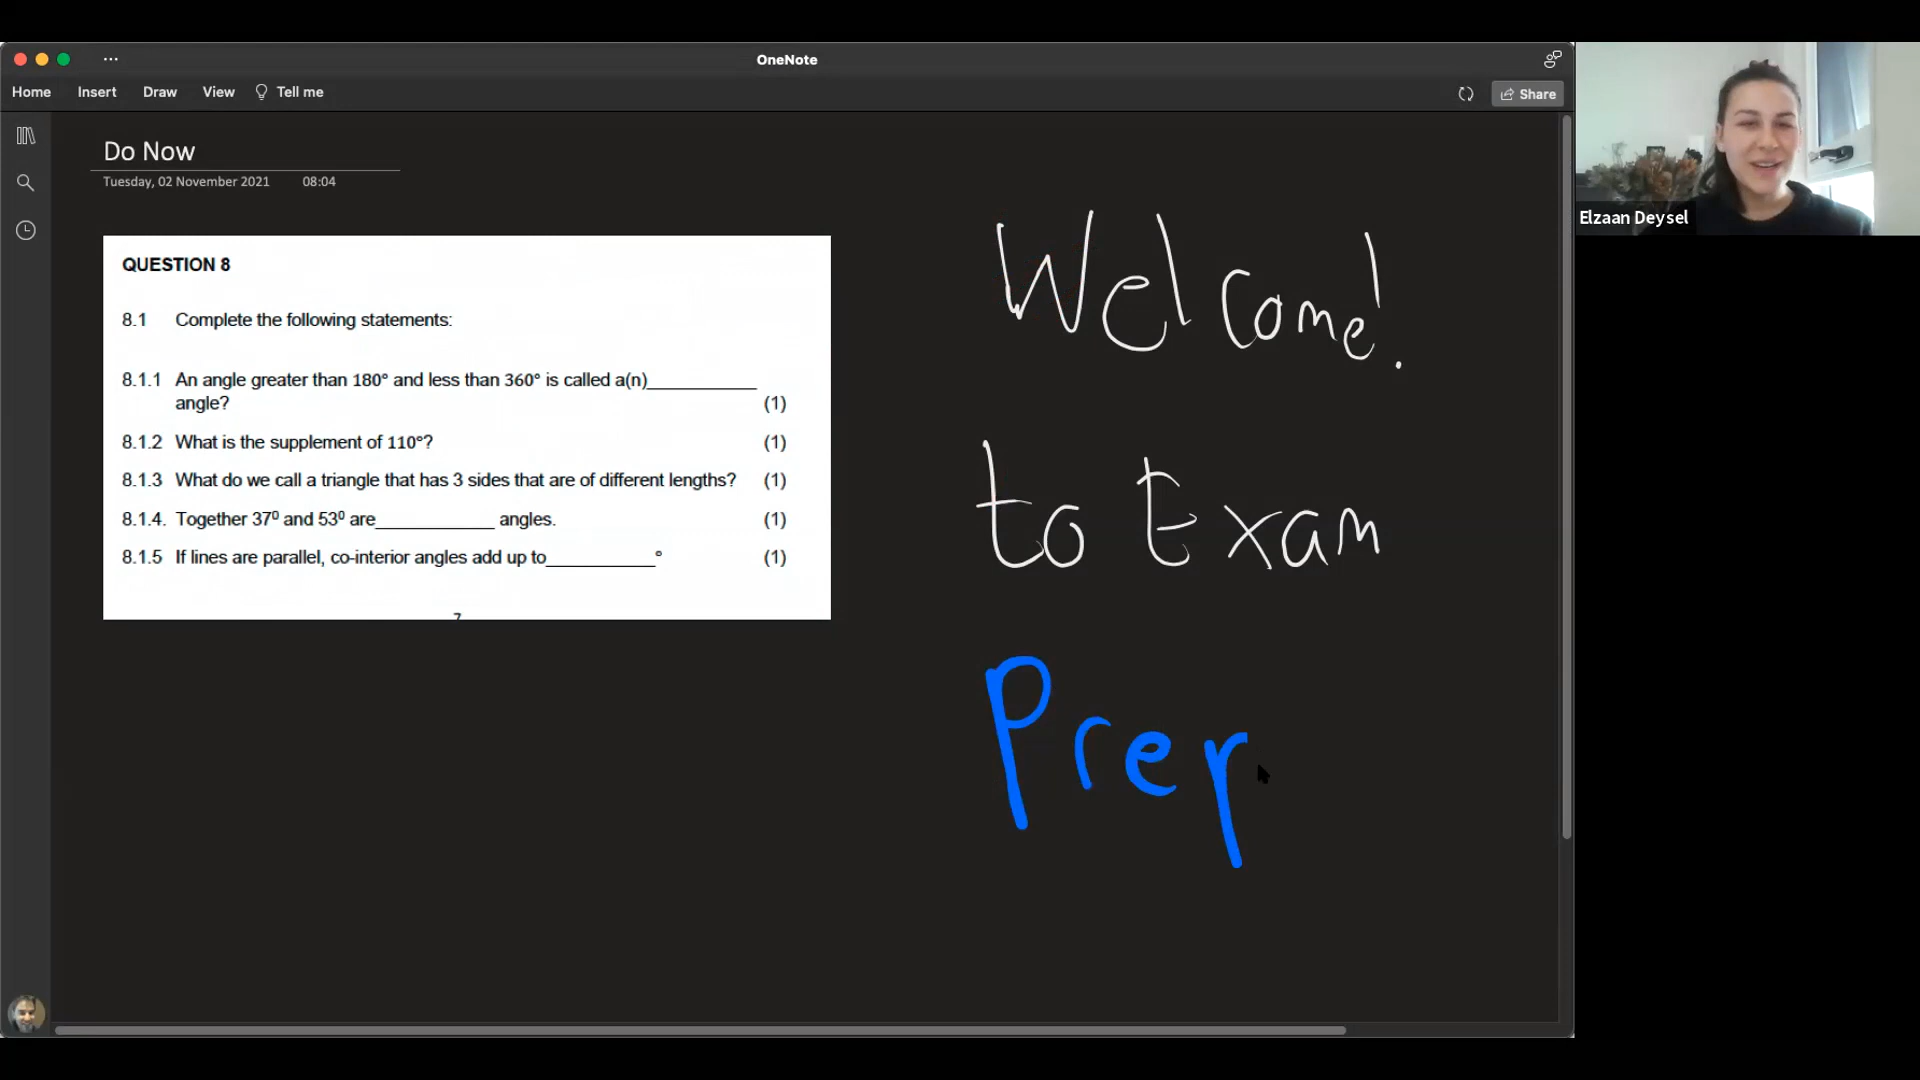 OneNote
Home Insert Draw View Tell me
Share
Do Now
Tuesday, 02 November 2021 08:04
QUESTION 8
8.1 Complete the following statements:
8.1.1 An angle greater than 180° and less than 360° is called a(n)___________
angle? (1)
8.1.2 What is the supplement of 110°? (1)
8.1.3 What do we call a triangle that has 3 sides that are of different lengths? (1)
8.1.4. Together 37⁰ and 53⁰ are____________ angles. (1)
8.1.5 If lines are parallel, co-interior angles add up to___________° (1)
7
Welcome!
to Exam
Prep
Elzaan Deysel